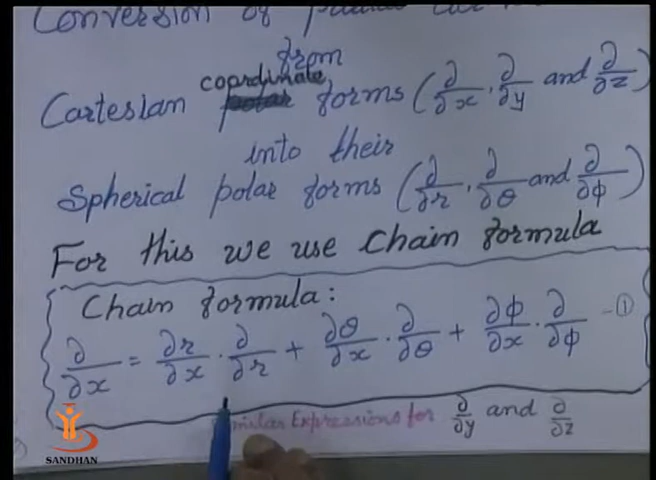 Conversion of
from
Cartesian coordinate forms (∂/∂x, ∂/∂y and ∂/∂z)
into their
Spherical polar forms (∂/∂r, ∂/∂θ and ∂/∂ϕ)
For this we use Chain formula
Chain formula:
∂/∂x = ∂r/∂x · ∂/∂r + ∂θ/∂x · ∂/∂θ + ∂ϕ/∂x · ∂/∂ϕ - ①
Expressions for ∂/∂y and ∂/∂z
SANDHAN